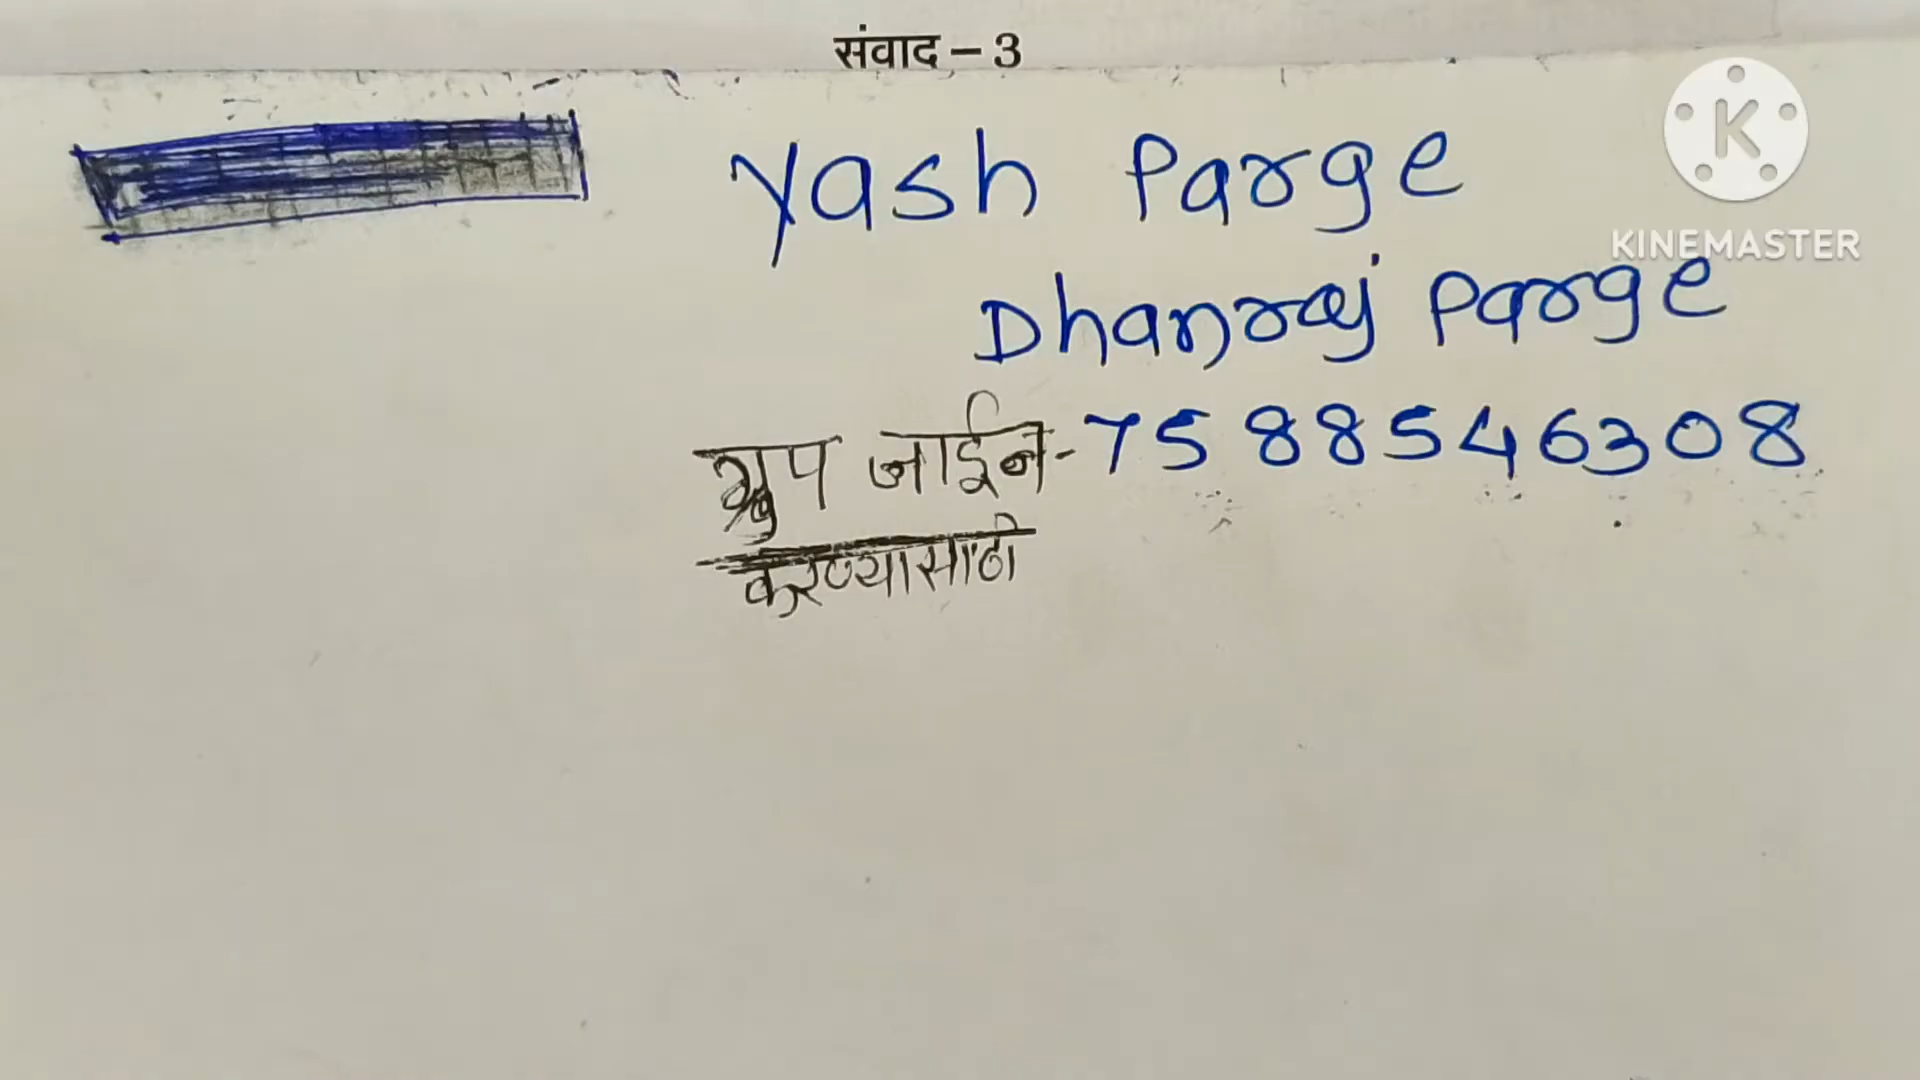 संवाद – 3
Yash Parge
KINEMASTER
Dhanraj Parge
ग्रुप जाईन - 7588546308
करण्यासाठी